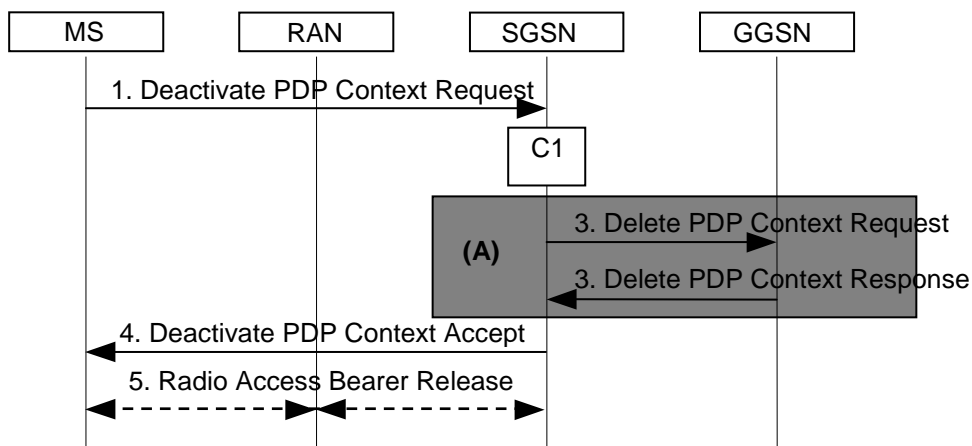 MS
RAN
SGSN
GGSN
1. Deactivate PDP Context Request
C1
3. Delete PDP Context Request
(A)
3. Delete PDP Context Response
4. Deactivate PDP Context Accept
5. Radio Access Bearer Release